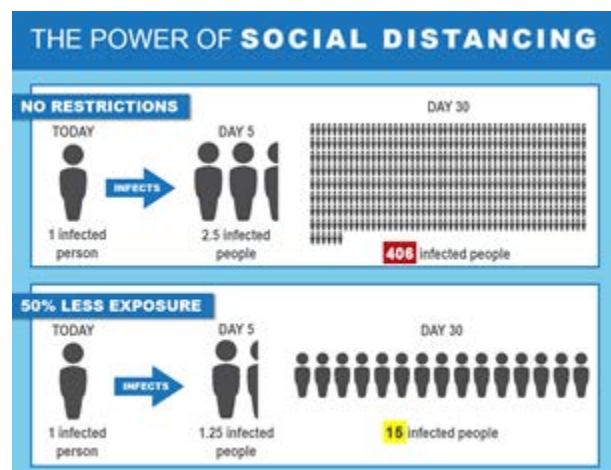 THE POWER OF SOCIAL DISTANCING
NO RESTRICTIONS
TODAY
INFECTS
DAY 5
DAY 30
1 infected
person
2.5 infected
people
406 infected people
50% LESS EXPOSURE
TODAY
INFECTS
DAY 5
DAY 30
1 infected
person
1.25 infected
people
15 infected people